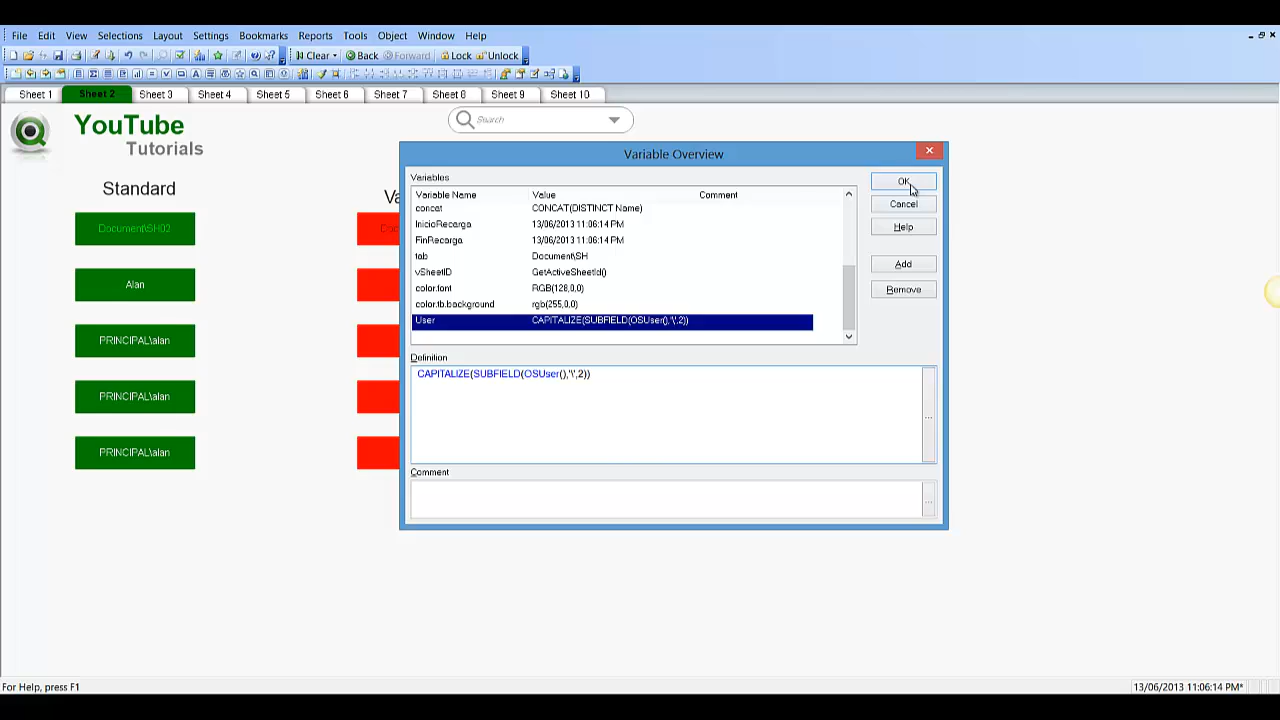 File Edit View Selections Layout Settings Bookmarks Reports Tools Object Window Help
Clear Back Forward Lock Unlock
Sheet 1 Sheet 2 Sheet 3 Sheet 4 Sheet 5 Sheet 6 Sheet 7 Sheet 8 Sheet 9 Sheet 10
YouTube
Tutorials
Search
Standard
Document\SH02
Alan
PRINCIPAL\alan
PRINCIPAL\alan
PRINCIPAL\alan
Variable Overview
Variables
Variable Name Value Comment
concat CONCAT(DISTINCT Name)
InicioRecarga 13/06/2013 11:06:14 PM
FinRecarga 13/06/2013 11:06:14 PM
tab Document\SH
vSheetID GetActiveSheetId()
color.font RGB(128,0,0)
color.tb.background rgb(255,0,0)
User CAPITALIZE(SUBFIELD(OSUser(),'\',2))
OK
Cancel
Help
Add
Remove
Definition
CAPITALIZE(SUBFIELD(OSUser(),'\',2))
...
Comment
...
For Help, press F1
13/06/2013 11:06:14 PM*